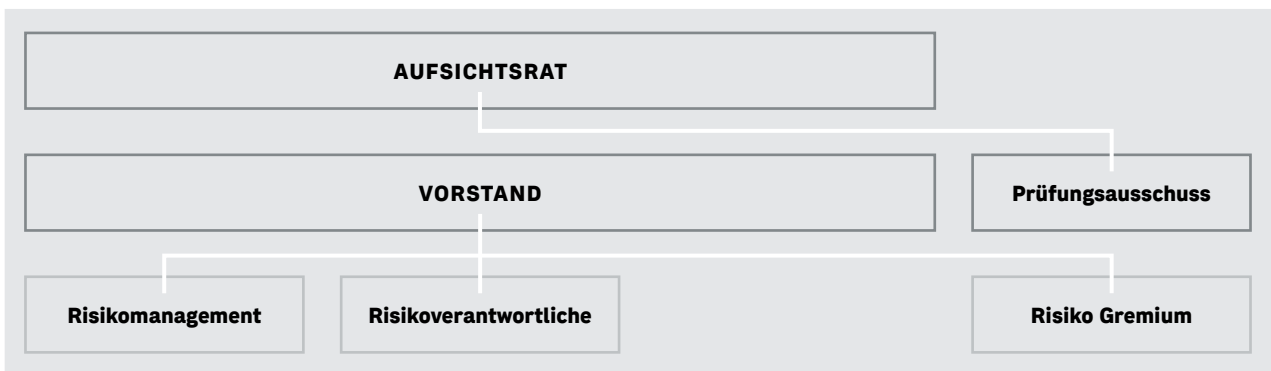 AUFSICHTSRAT
VORSTAND
Prüfungsausschuss
Risikomanagement
Risikoverantwortliche
Risiko Gremium